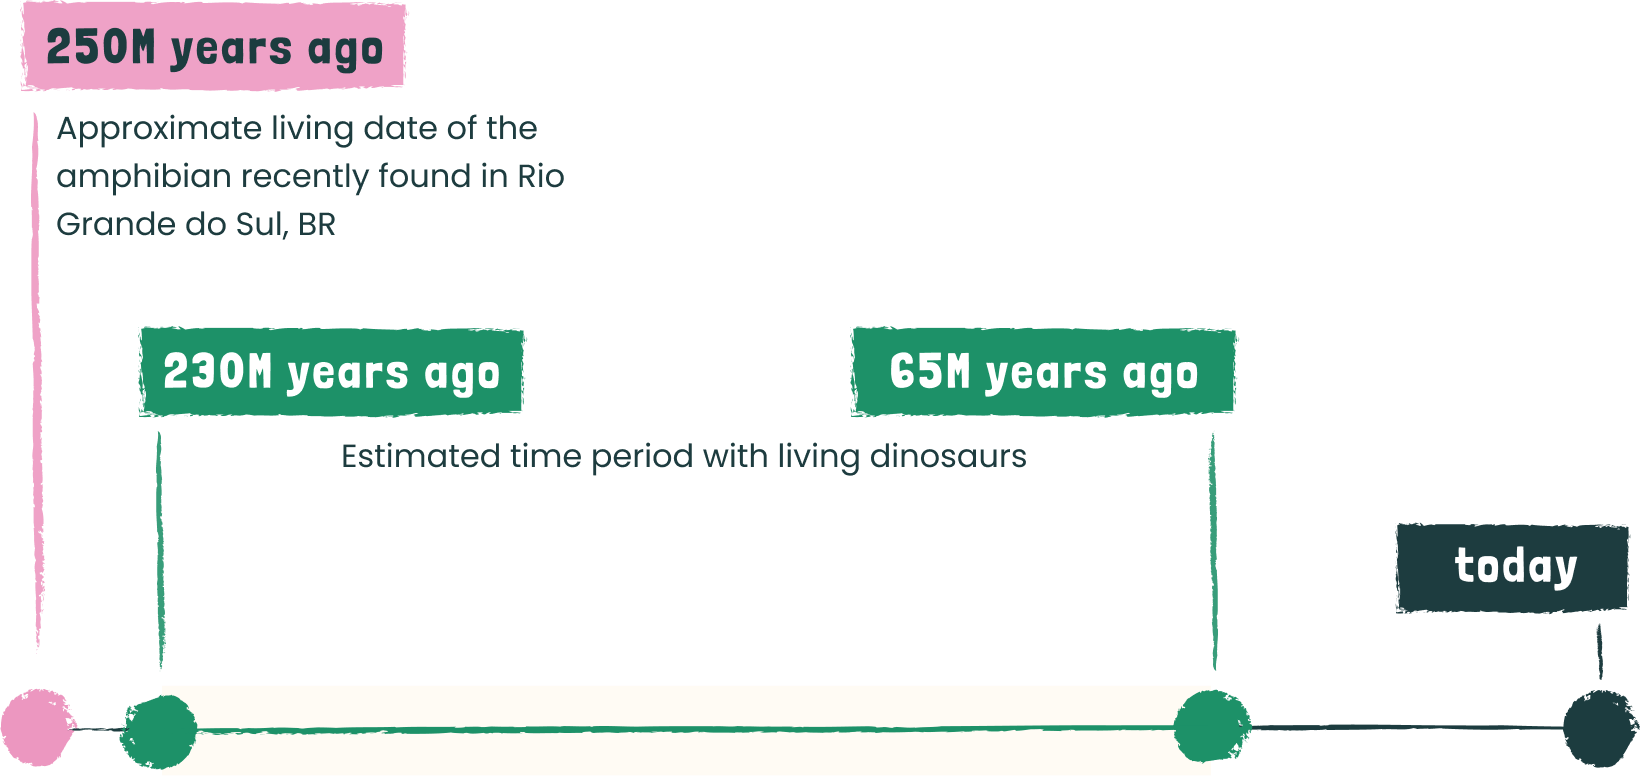 250M years ago
Approximate living date of the
amphibian recently found in Rio
Grande do Sul, BR
230M years ago
65M years ago
Estimated time period with living dinosaurs
today